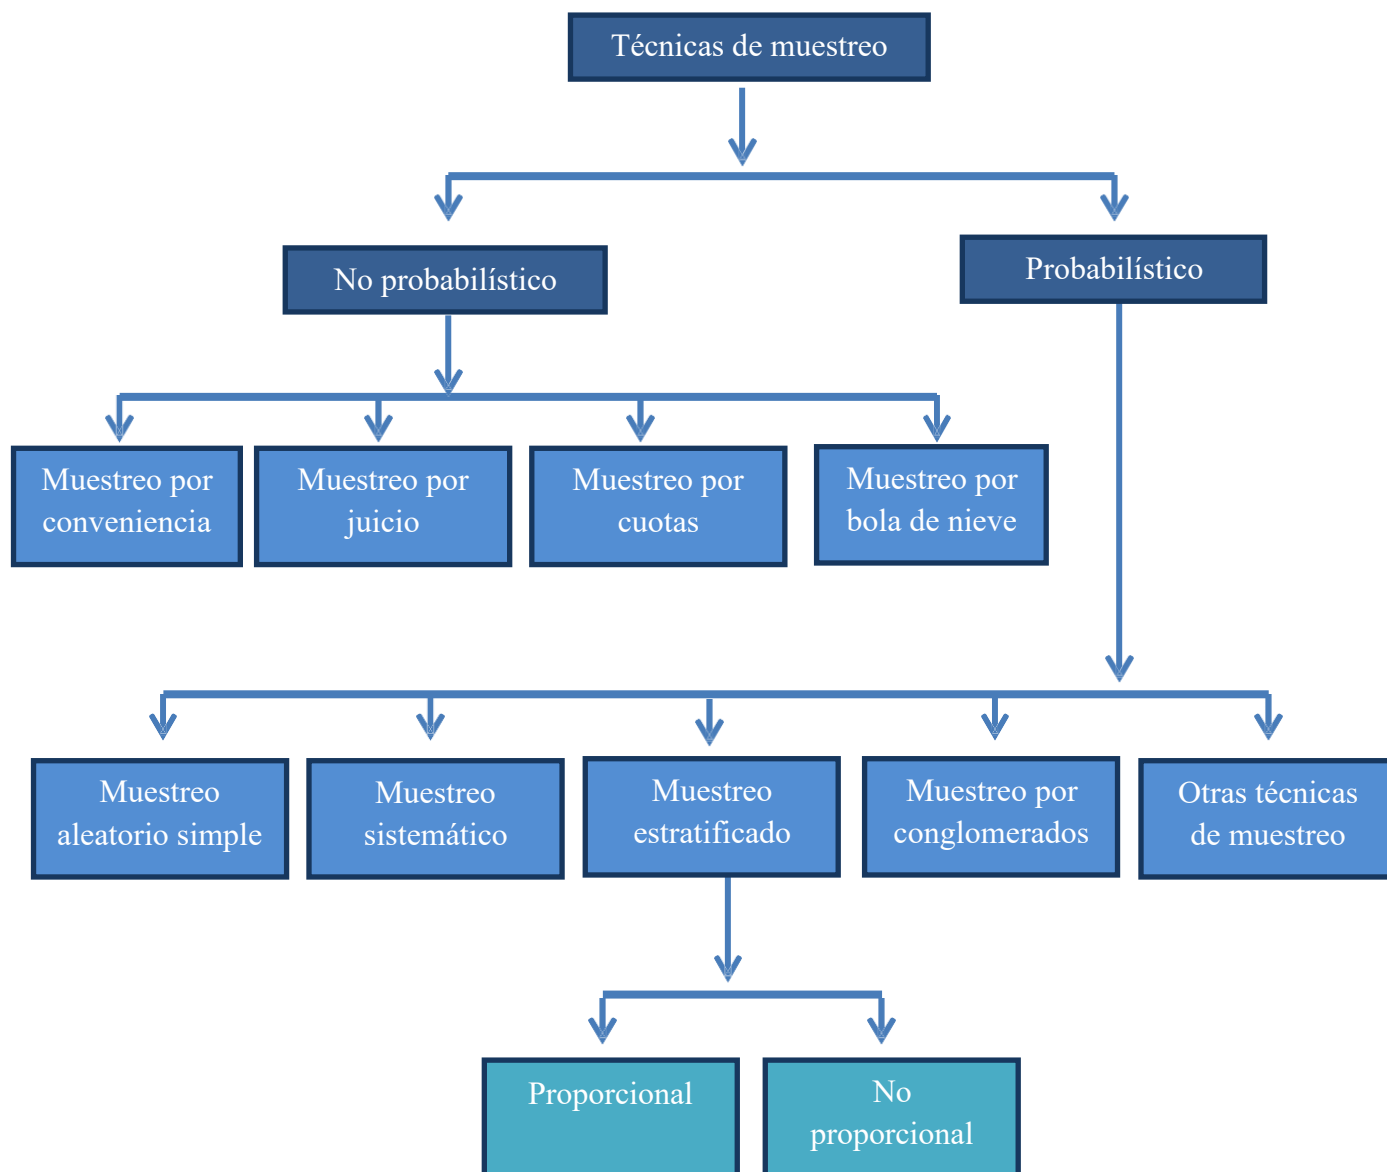 Técnicas de muestreo
No probabilístico
Probabilístico
Muestreo por
conveniencia
Muestreo por
juicio
Muestreo por
cuotas
Muestreo por
bola de nieve
Muestreo
aleatorio simple
Muestreo
sistemático
Muestreo
estratificado
Muestreo por
conglomerados
Otras técnicas
de muestreo
Proporcional
No
proporcional